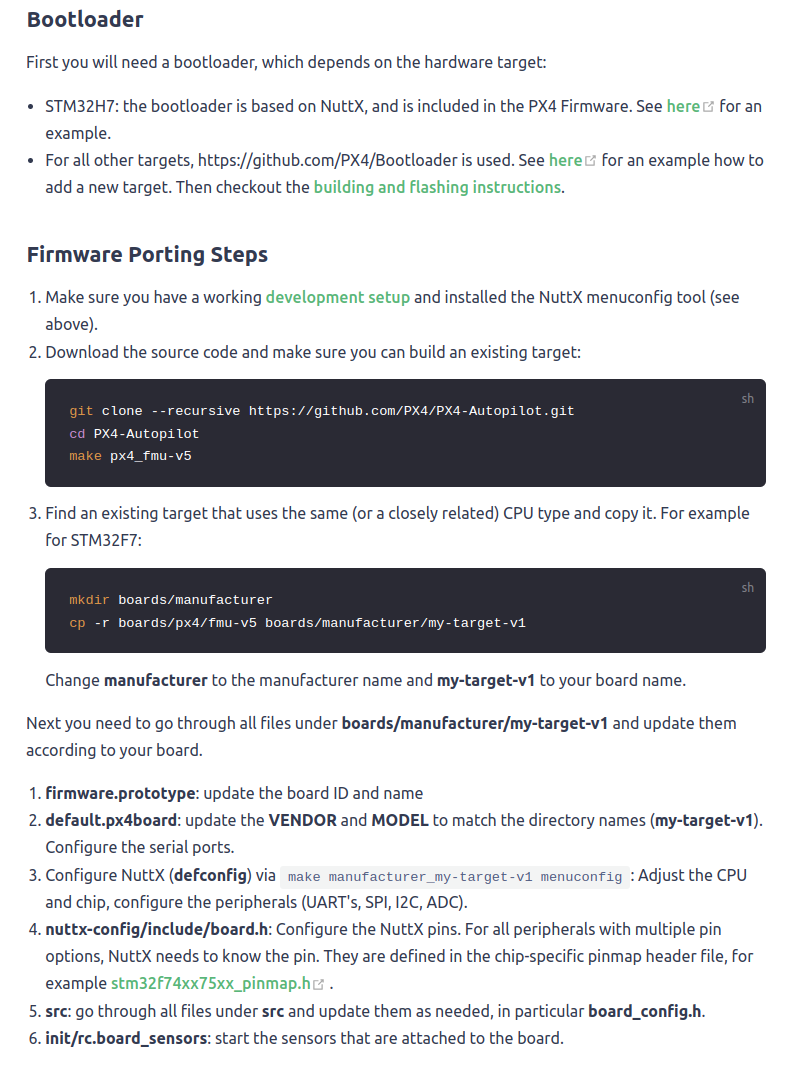 Bootloader
First you will need a bootloader, which depends on the hardware target:
• STM32H7: the bootloader is based on NuttX, and is included in the PX4 Firmware. See here for an
example.
• For all other targets, https://github.com/PX4/Bootloader is used. See here for an example how to
add a new target. Then checkout the building and flashing instructions.
Firmware Porting Steps
1. Make sure you have a working development setup and installed the NuttX menuconfig tool (see
above).
2. Download the source code and make sure you can build an existing target:
sh
git clone --recursive https://github.com/PX4/PX4-Autopilot.git
cd PX4-Autopilot
make px4_fmu-v5
3. Find an existing target that uses the same (or a closely related) CPU type and copy it. For example
for STM32F7:
sh
mkdir boards/manufacturer
cp -r boards/px4/fmu-v5 boards/manufacturer/my-target-v1
Change manufacturer to the manufacturer name and my-target-v1 to your board name.
Next you need to go through all files under boards/manufacturer/my-target-v1 and update them
according to your board.
1. firmware.prototype: update the board ID and name
2. default.px4board: update the VENDOR and MODEL to match the directory names (my-target-v1).
Configure the serial ports.
3. Configure NuttX (defconfig) via make manufacturer_my-target-v1 menuconfig : Adjust the CPU
and chip, configure the peripherals (UART's, SPI, I2C, ADC).
4. nuttx-config/include/board.h: Configure the NuttX pins. For all peripherals with multiple pin
options, NuttX needs to know the pin. They are defined in the chip-specific pinmap header file, for
example stm32f74xx75xx_pinmap.h .
5. src: go through all files under src and update them as needed, in particular board_config.h.
6. init/rc.board_sensors: start the sensors that are attached to the board.